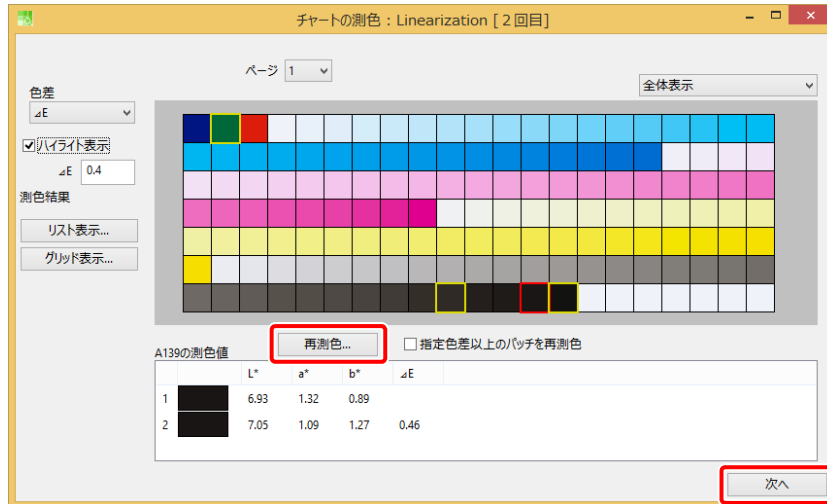 チャートの測色：Linearization [２回目]
ページ 1
全体表示
色差
⊿E
ハイライト表示
⊿E 0.4
測色結果
リスト表示...
グリッド表示...
再測色...
指定色差以上のパッチを再測色
A139の測色値
L* a* b* ⊿E
1 6.93 1.32 0.89
2 7.05 1.09 1.27 0.46
次へ